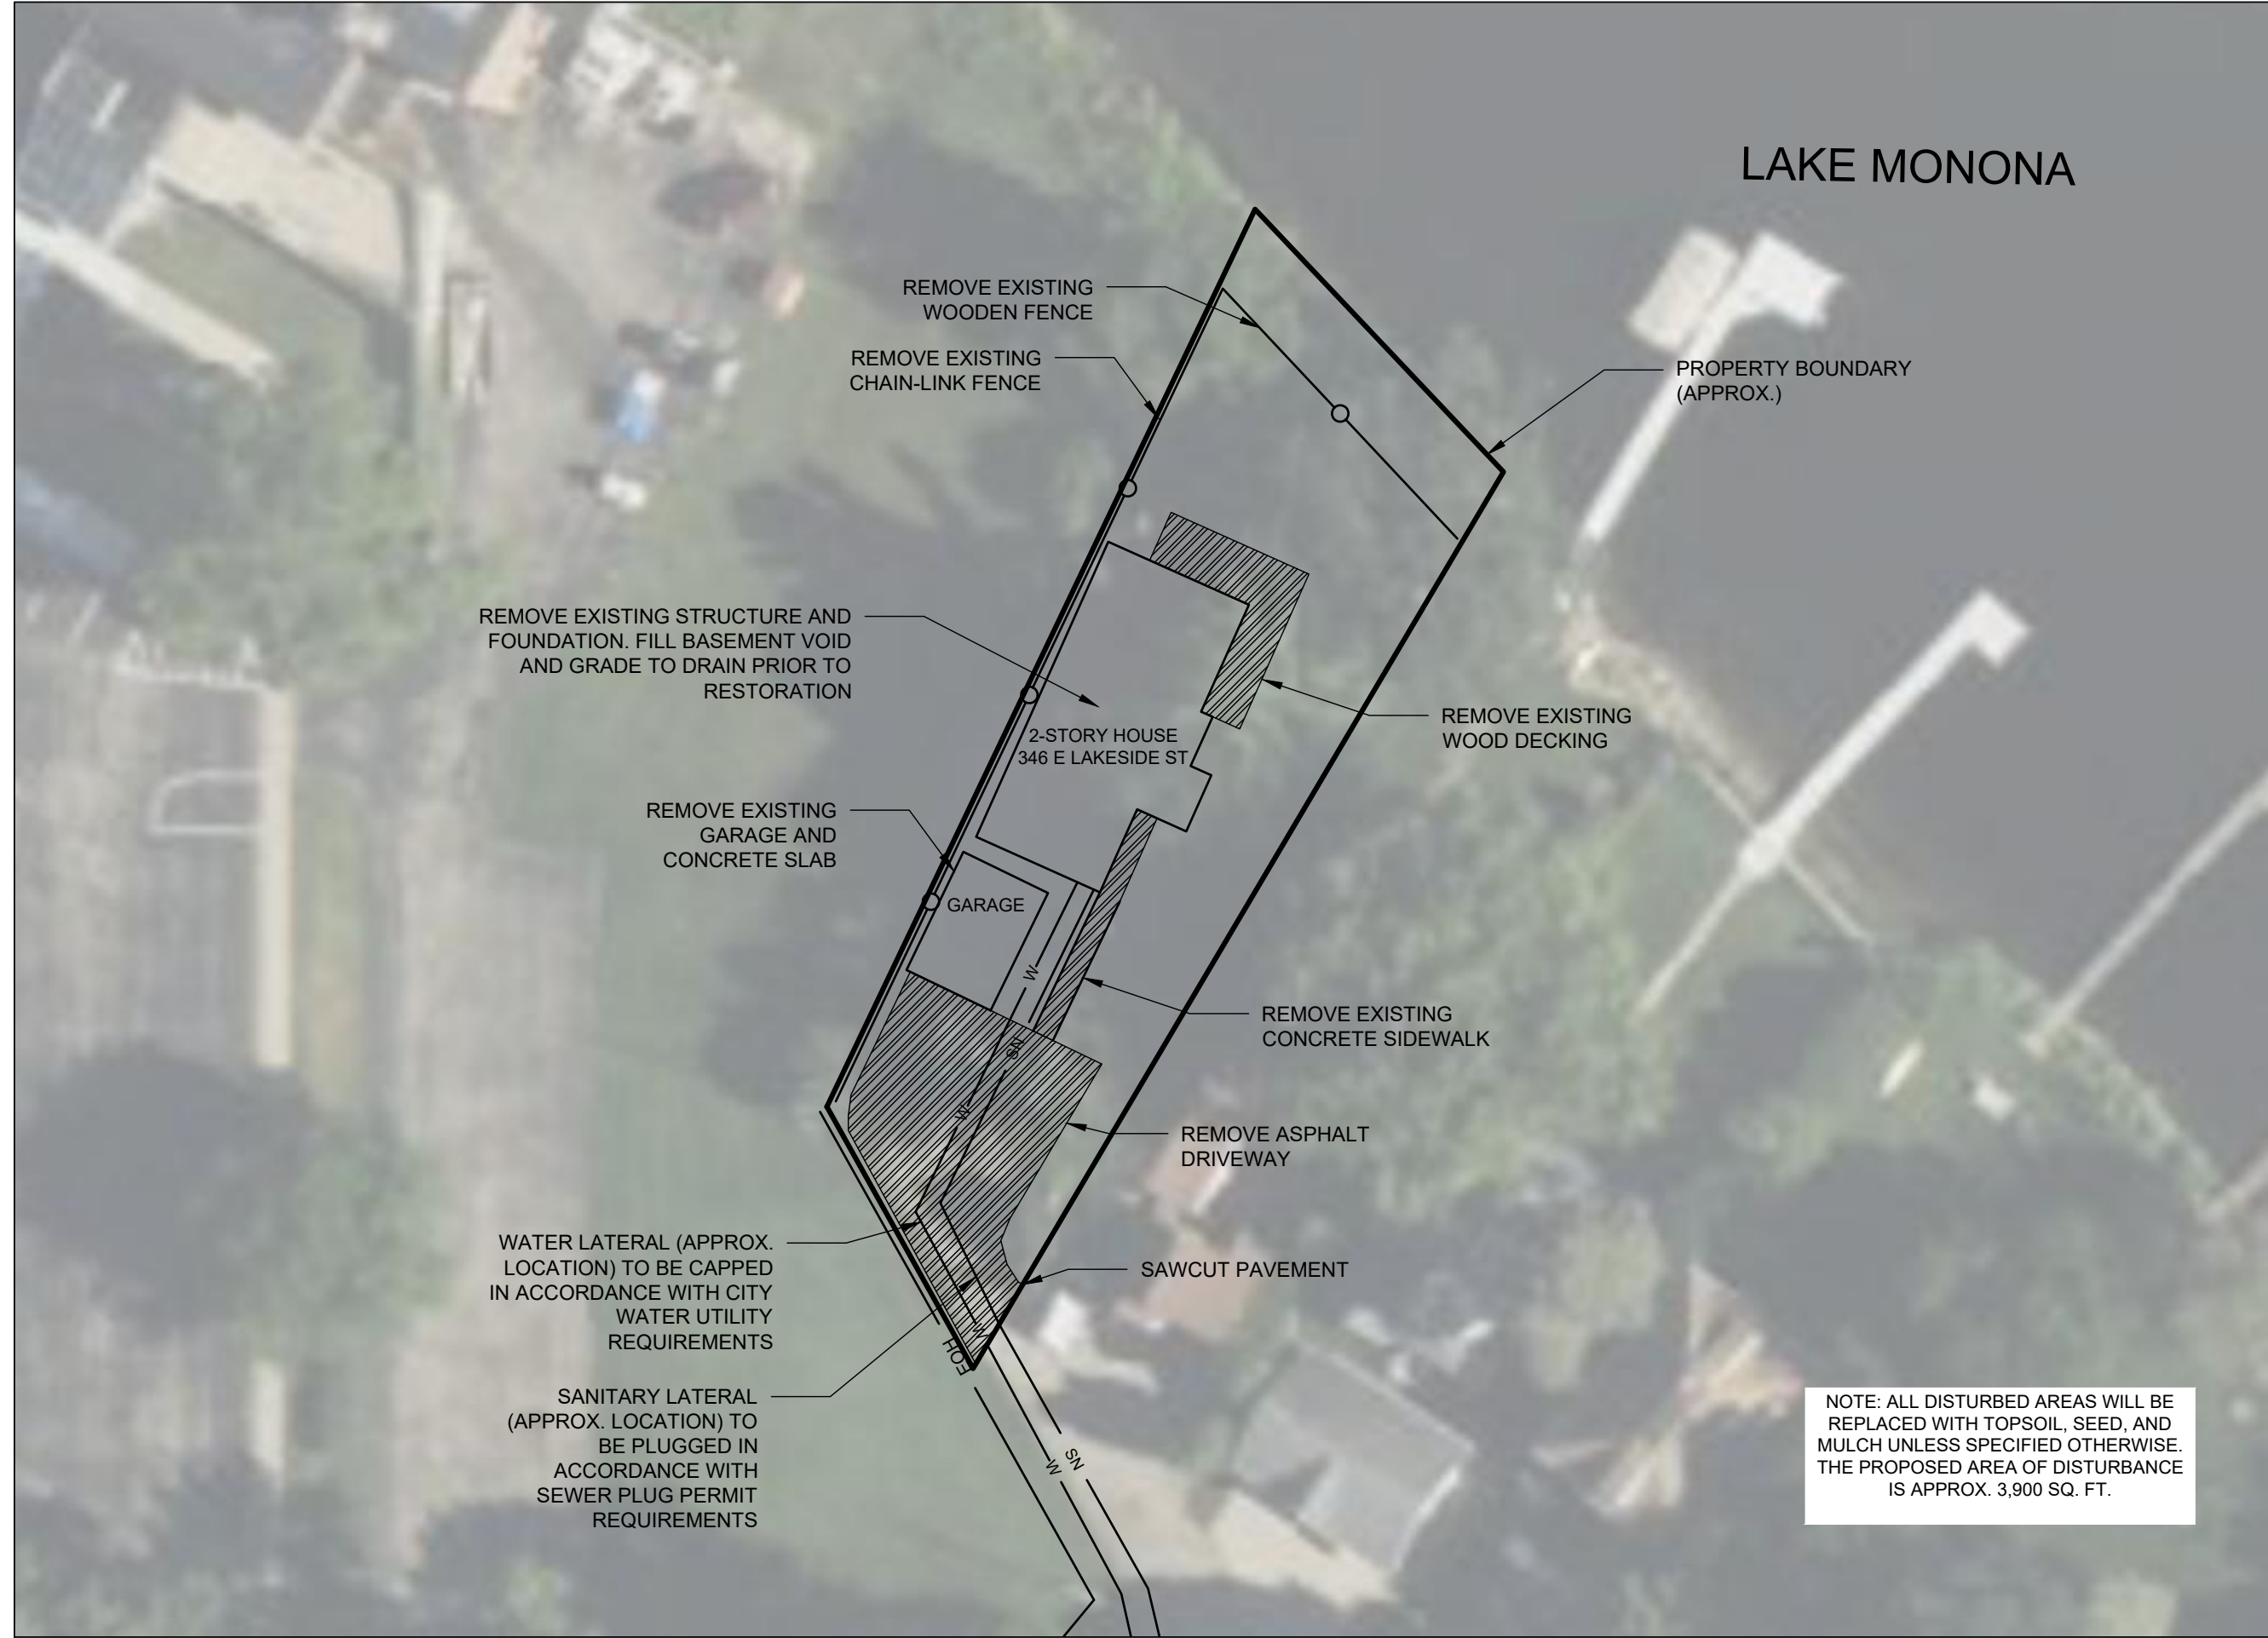 LAKE MONONA
REMOVE EXISTING
WOODEN FENCE
REMOVE EXISTING
CHAIN-LINK FENCE
PROPERTY BOUNDARY
(APPROX.)
REMOVE EXISTING STRUCTURE AND
FOUNDATION. FILL BASEMENT VOID
AND GRADE TO DRAIN PRIOR TO
RESTORATION
2-STORY HOUSE
346 E LAKESIDE ST
REMOVE EXISTING
WOOD DECKING
REMOVE EXISTING
GARAGE AND
CONCRETE SLAB
GARAGE
W
REMOVE EXISTING
CONCRETE SIDEWALK
SN
W
REMOVE ASPHALT
DRIVEWAY
WATER LATERAL (APPROX.
LOCATION) TO BE CAPPED
IN ACCORDANCE WITH CITY
WATER UTILITY
REQUIREMENTS
SAWCUT PAVEMENT
W
FOH
SANITARY LATERAL
(APPROX. LOCATION) TO
BE PLUGGED IN
ACCORDANCE WITH
SEWER PLUG PERMIT
REQUIREMENTS
W
SN
NOTE: ALL DISTURBED AREAS WILL BE
REPLACED WITH TOPSOIL, SEED, AND
MULCH UNLESS SPECIFIED OTHERWISE.
THE PROPOSED AREA OF DISTURBANCE
IS APPROX. 3,900 SQ. FT.